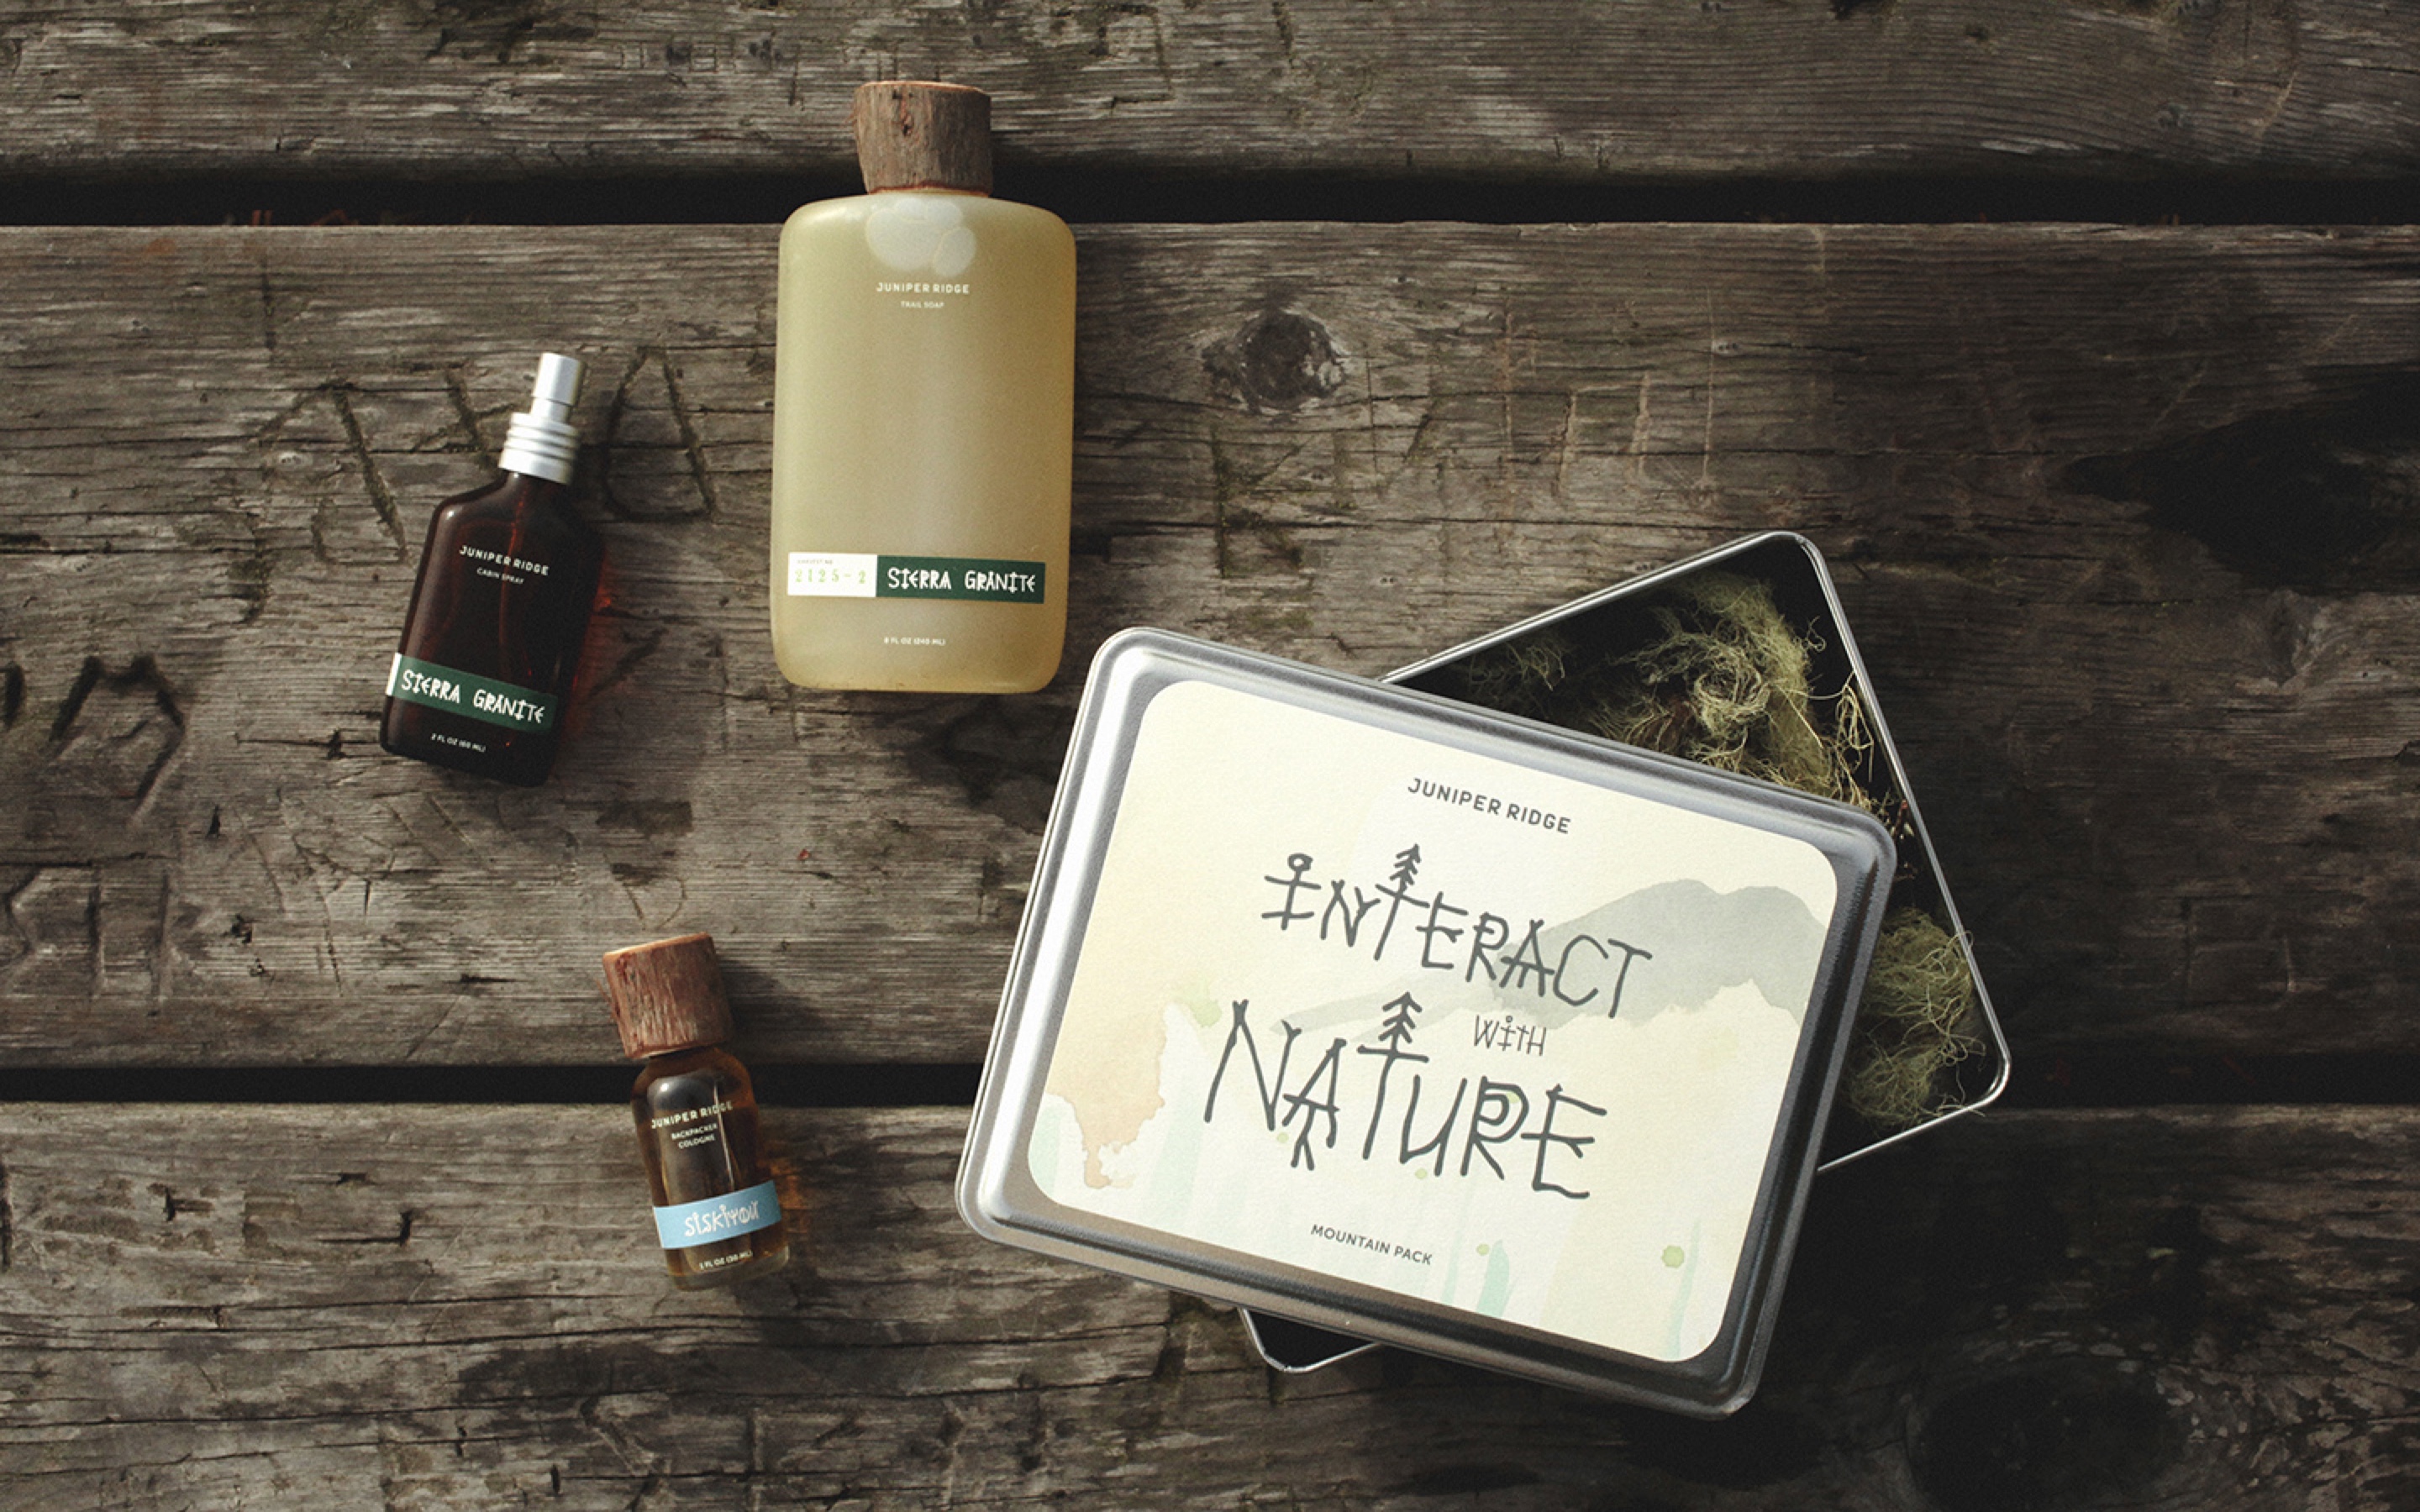 JUNIPER RIDGE
TRAIL SOAP
HARVEST NO
2125-2
SIERRA GRANITE
8 FL OZ (240 ML)
JUNIPER RIDGE
CABIN SPRAY
SIERRA GRANITE
2 FL OZ (60 ML)
JUNIPER RIDGE
INTERACT
WITH
NATURE
MOUNTAIN PACK
JUNIPER RIDGE
BACKPACKER
COLOGNE
SISKIYOU
1 FL OZ (30 ML)